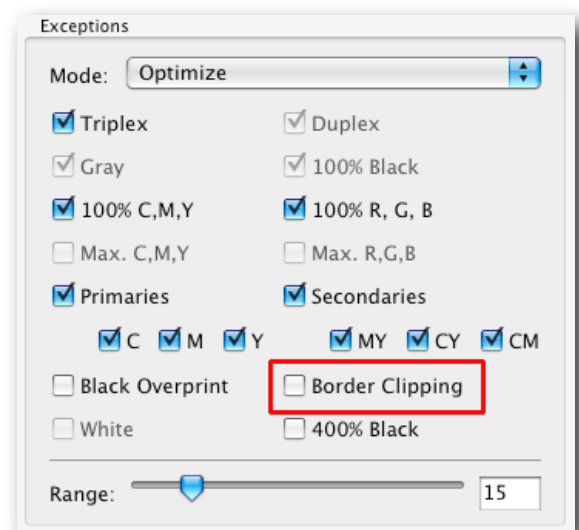 Exceptions
Mode: Optimize
Triplex Duplex
Gray 100% Black
100% C,M,Y 100% R, G, B
Max. C,M,Y Max. R,G,B
Primaries Secondaries
C M Y MY CY CM
Black Overprint Border Clipping
White 400% Black
Range: 15